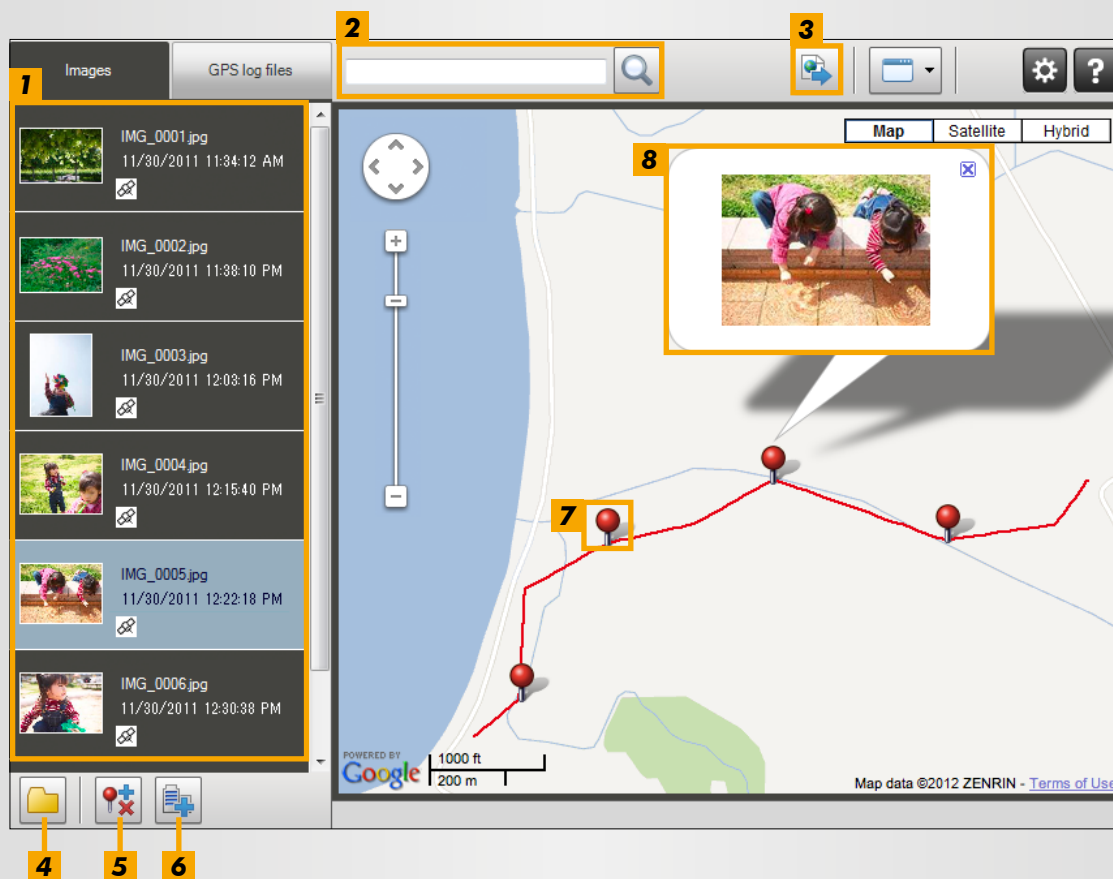 2
3
1
Images
GPS log files
?
IMG_0001.jpg
11/30/2011 11:34:12 AM
IMG_0002.jpg
11/30/2011 11:38:10 PM
IMG_0003.jpg
11/30/2011 12:03:16 PM
IMG_0004.jpg
11/30/2011 12:15:40 PM
IMG_0005.jpg
11/30/2011 12:22:18 PM
IMG_0006.jpg
11/30/2011 12:30:38 PM
Map
Satellite
Hybrid
8
7
POWERED BY
Google
1000 ft
200 m
Map data ©2012 ZENRIN - Terms of Use
4
5
6